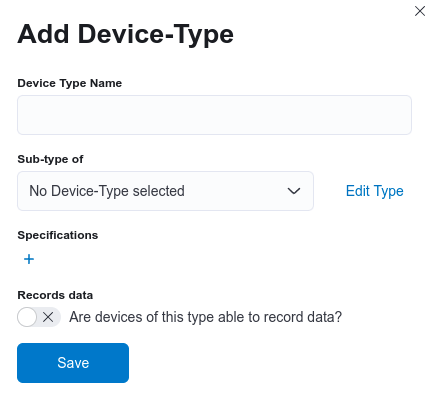 Add Device-Type
Device Type Name
Sub-type of
No Device-Type selected
Edit Type
Specifications
+
Records data
Are devices of this type able to record data?
Save